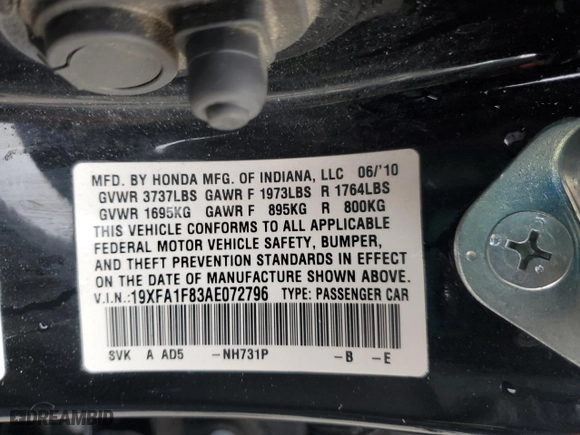 MFD. BY HONDA MFG. OF INDIANA, LLC 06/'10
GVWR 3737LBS GAWR F 1973LBS R 1764LBS
GVWR 1695KG GAWR F 895KG R 800KG
THIS VEHICLE CONFORMS TO ALL APPLICABLE
FEDERAL MOTOR VEHICLE SAFETY, BUMPER,
AND THEFT PREVENTION STANDARDS IN EFFECT
ON THE DATE OF MANUFACTURE SHOWN ABOVE.
V.I.N.:19XFA1F83AE072796 TYPE: PASSENGER CAR
SVK A AD5 -NH731P -B -E
DREAMBID